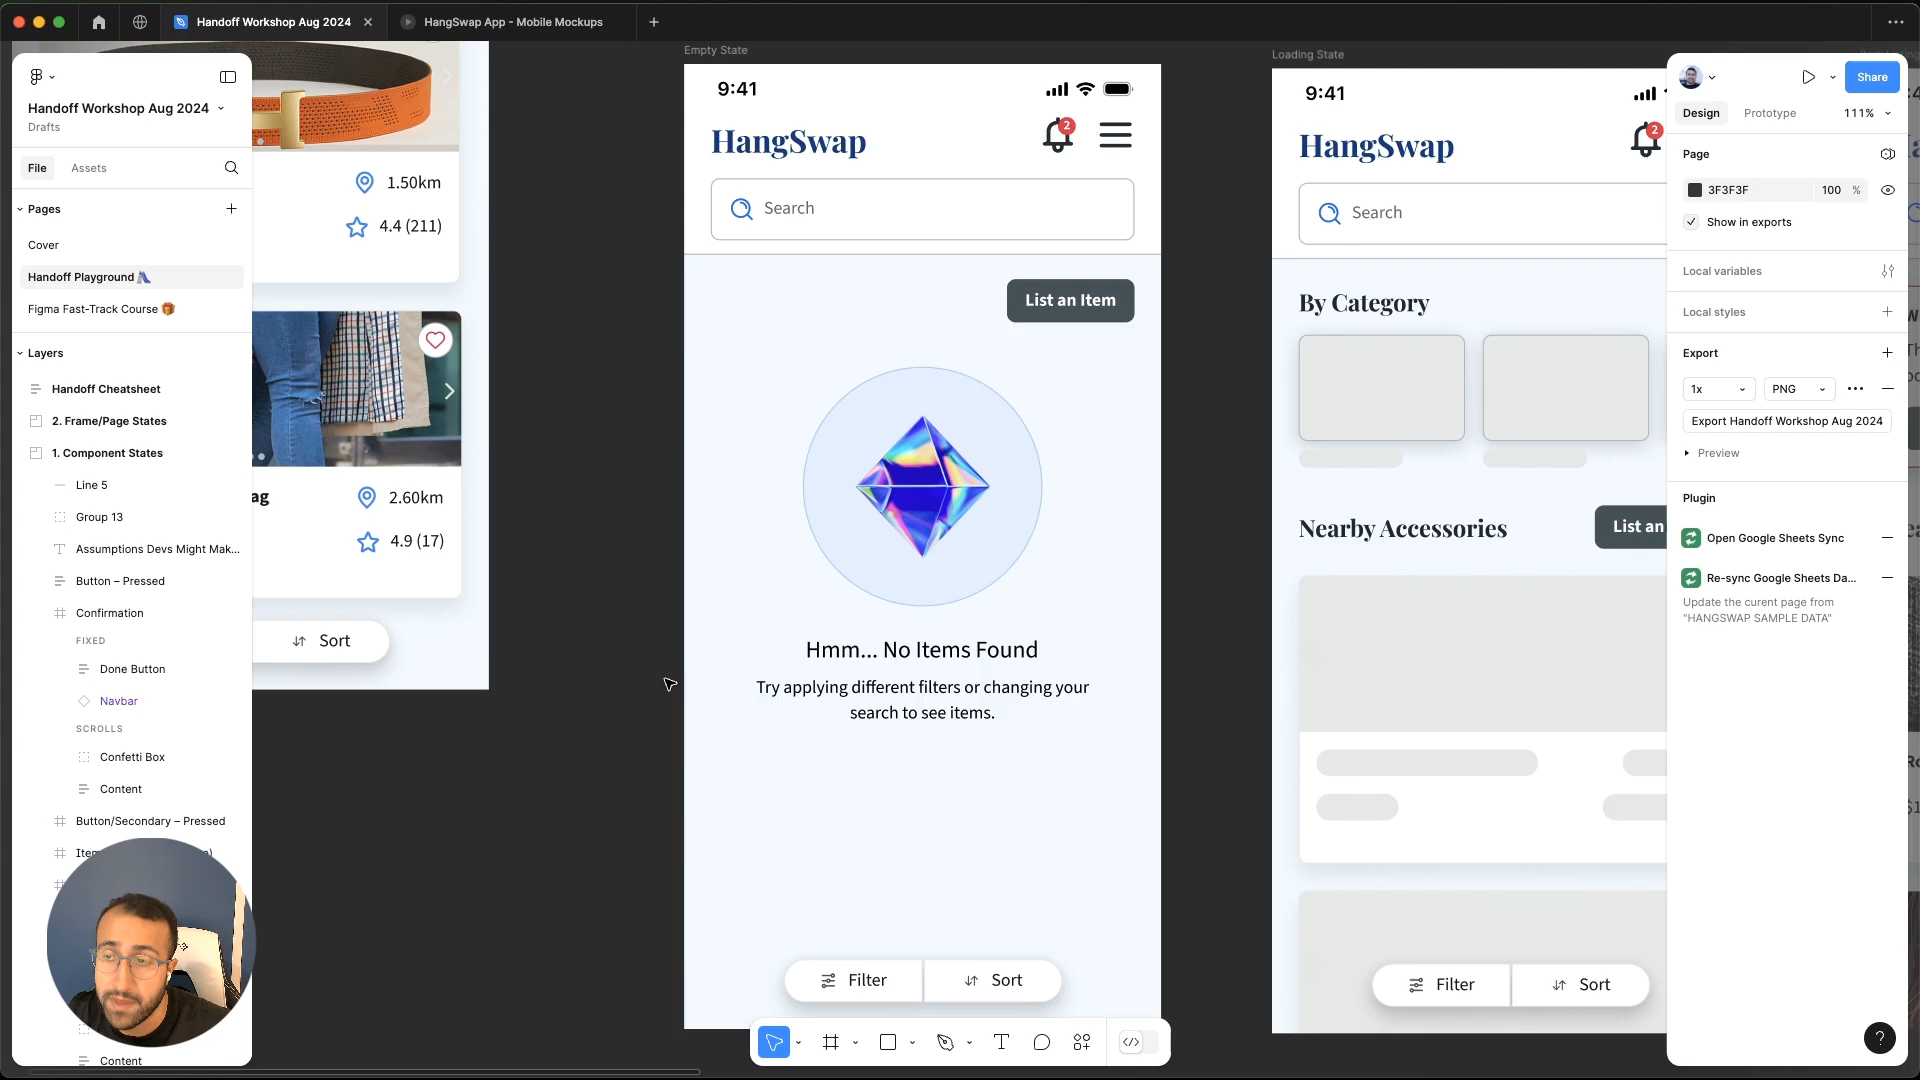 Handoff Workshop Aug 2024
HangSwap App - Mobile Mockups
Handoff Workshop Aug 2024
Drafts
File
Assets
Pages
Cover
Handoff Playground
Figma Fast-Track Course
Layers
Handoff Cheatsheet
2. Frame/Page States
1. Component States
Line 5
Group 13
Assumptions Devs Might Mak...
Button – Pressed
Confirmation
FIXED
Done Button
Navbar
SCROLLS
Confetti Box
Content
Button/Secondary – Pressed
Content
1.50km
4.4 (211)
ag
2.60km
4.9 (17)
Sort
Empty State
9:41
HangSwap
2
Search
List an Item
Hmm... No Items Found
Try applying different filters or changing your
search to see items.
Filter
Sort
Loading State
9:41
HangSwap
2
Search
By Category
Nearby Accessories
List an
Filter
Sort
Share
Design
Prototype
111%
Page
3F3F3F
100
%
Show in exports
Local variables
Local styles
Export
1x
PNG
Export Handoff Workshop Aug 2024
Preview
Plugin
Open Google Sheets Sync
Re-sync Google Sheets Da...
Update the curent page from
"HANGSWAP SAMPLE DATA"
?